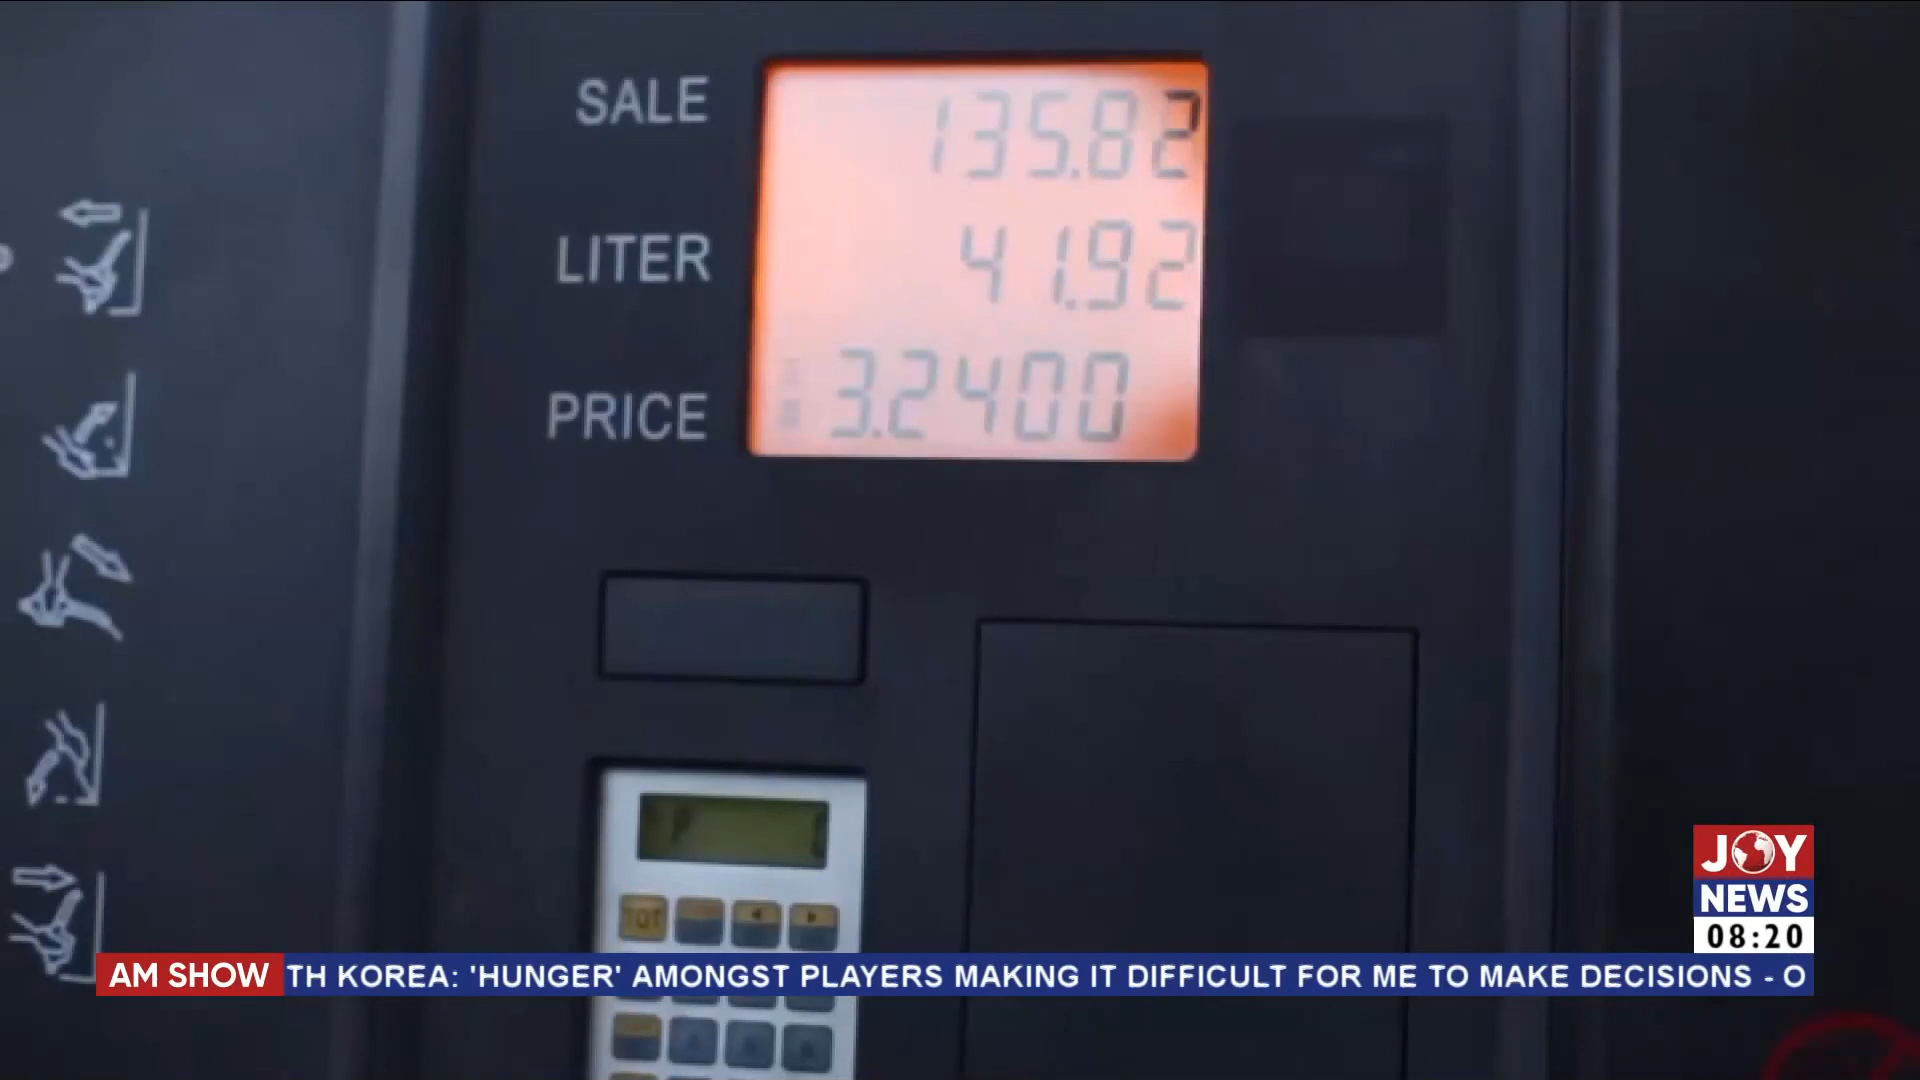 SALE 135.82
LITER 41.92
PRICE 3.2400
TOT
JOY
NEWS
08:20
AM SHOW TH KOREA: 'HUNGER' AMONGST PLAYERS MAKING IT DIFFICULT FOR ME TO MAKE DECISIONS - O